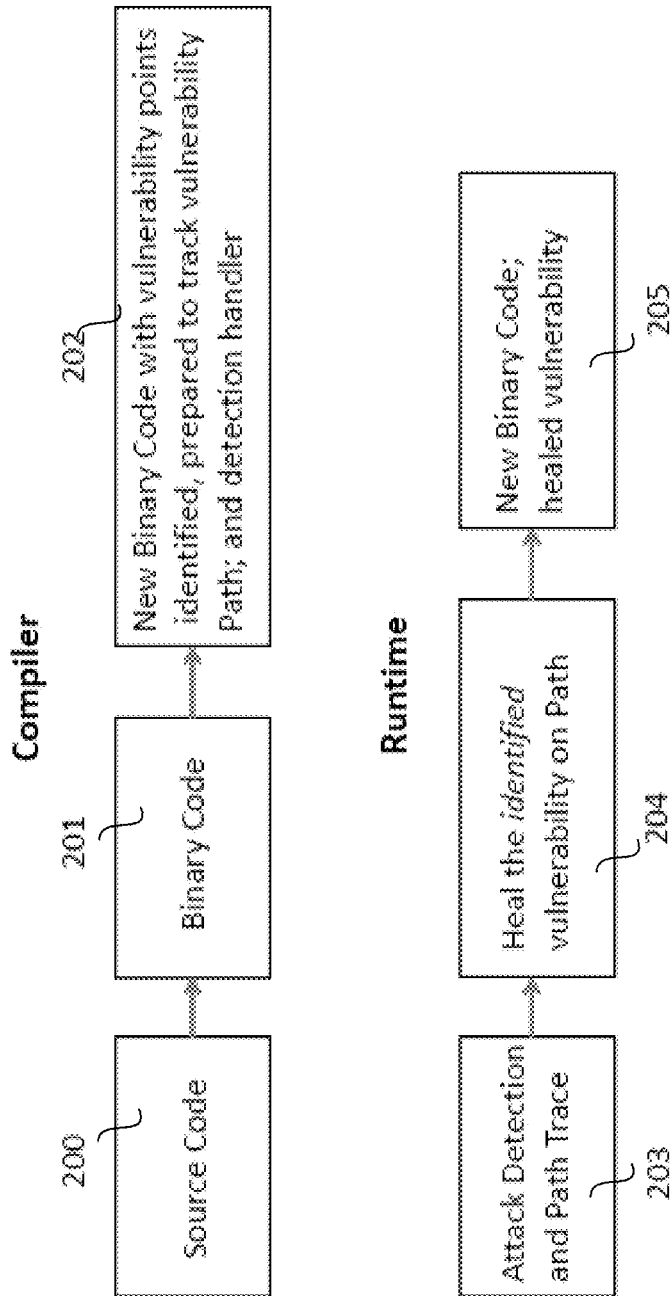 Compiler
200
Source Code
201
Binary Code
202
New Binary Code with vulnerability points
identified, prepared to track vulnerability
Path; and detection handler
Runtime
Attack Detection
and Path Trace
203
Heal the identified
vulnerability on Path
204
New Binary Code;
healed vulnerability
205